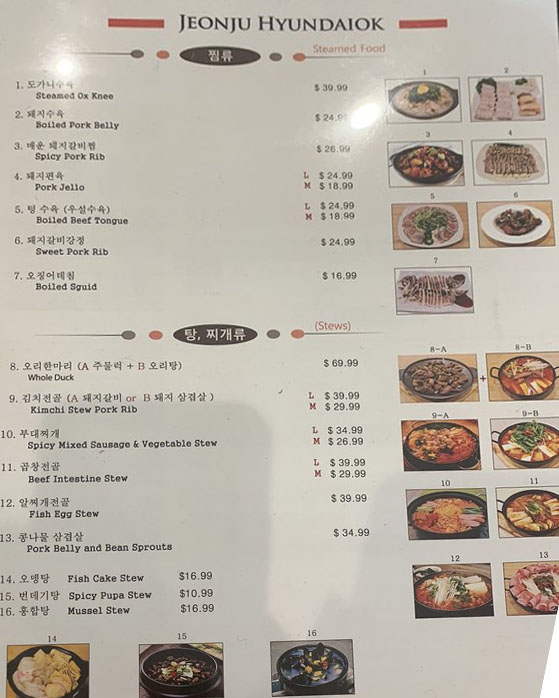 JEONJU HYUNDAIOK
찜류
Steamed Food
1. 도가니수육 $ 39.99
Steamed Ox Knee
2. 돼지수육 $ 24.99
Boiled Pork Belly
3. 매운 돼지갈비찜 $ 26.99
Spicy Pork Rib
4. 돼지편육 L $ 24.99
Pork Jello M $ 18.99
5. 텅 수육 (우설수육) L $ 24.99
Boiled Beef Tongue M $ 18.99
6. 돼지갈비강정 $ 24.99
Sweet Pork Rib
7. 오징어데침 $ 16.99
Boiled Sguid
1 2
3 4
5 6
7
탕, 찌개류
(Stews)
8. 오리한마리 (A 주물럭 + B 오리탕) $ 69.99
Whole Duck
9. 김치전골 (A 돼지갈비 or B 돼지 삼겹살 ) L $ 39.99
Kimchi Stew Pork Rib M $ 29.99
10. 부대찌개 L $ 34.99
Spicy Mixed Sausage & Vegetable Stew M $ 26.99
11. 곱창전골 L $ 39.99
Beef Intestine Stew M $ 29.99
12. 알찌개전골 $ 39.99
Fish Egg Stew
13. 콩나물 삼겹살 $ 34.99
Pork Belly and Bean Sprouts
14. 오뎅탕 Fish Cake Stew $16.99
15. 번데기탕 Spicy Pupa Stew $10.99
16. 홍합탕 Mussel Stew $16.99
8-A 8-B
+
9-A 9-B
10 11
12 13
14 15 16